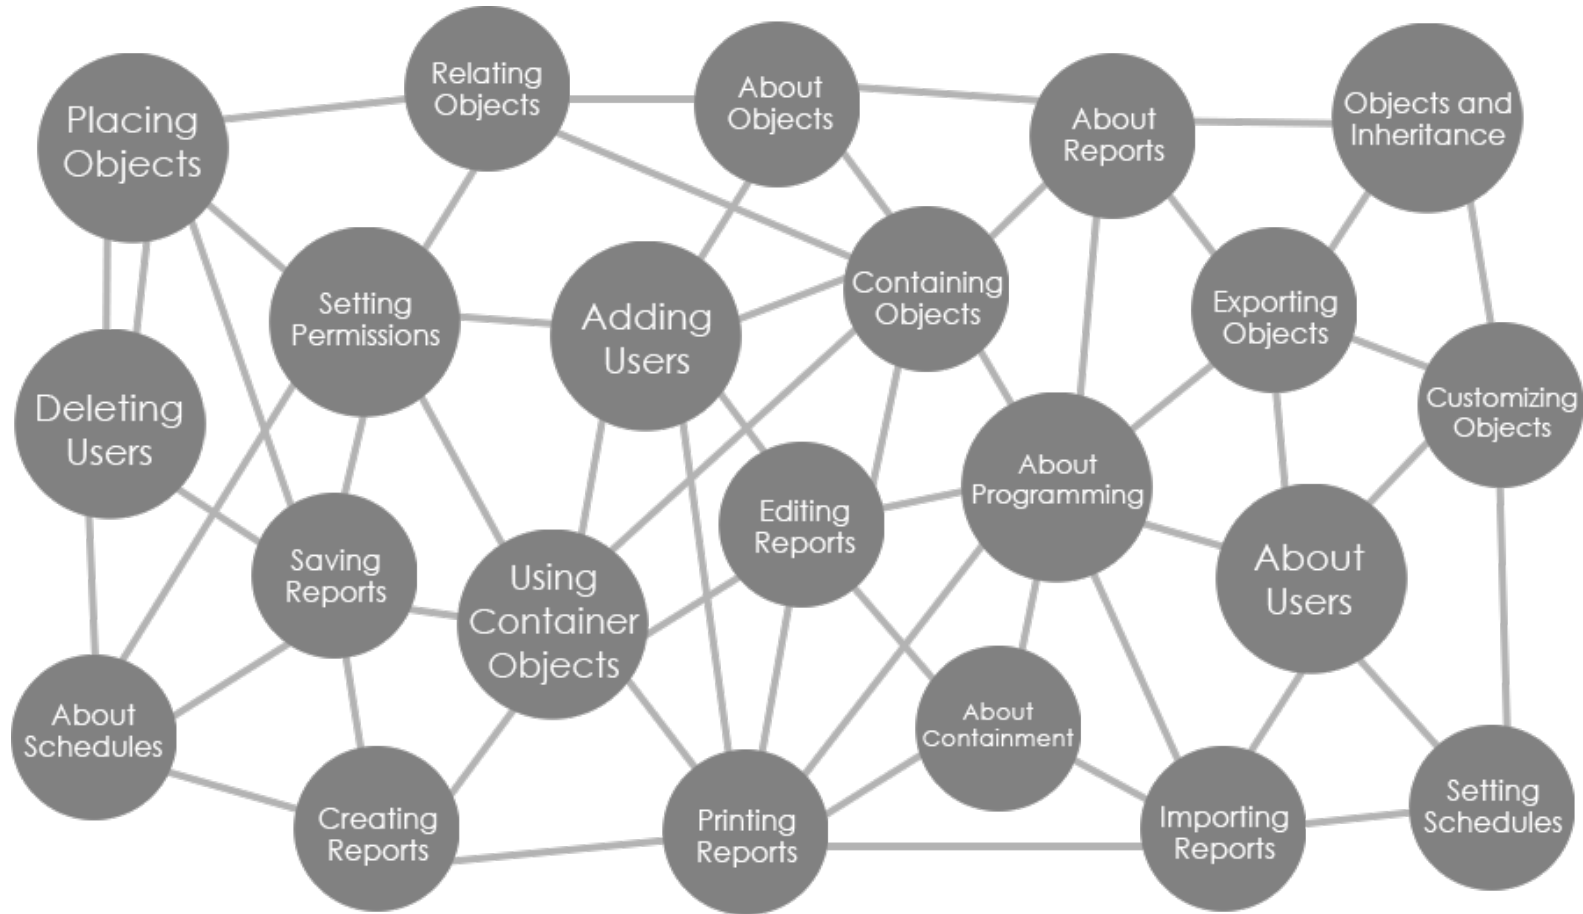 Relating
Objects
About
Objects
Placing
Objects
About
Reports
Objects and
Inheritance
Setting
Permissions
Adding
Users
Containing
Objects
Exporting
Objects
Deleting
Users
Customizing
Objects
About
Programming
Editing
Reports
Saving
Reports
Using
Container
Objects
About
Users
About
Schedules
About
Containment
Creating
Reports
Printing
Reports
Importing
Reports
Setting
Schedules